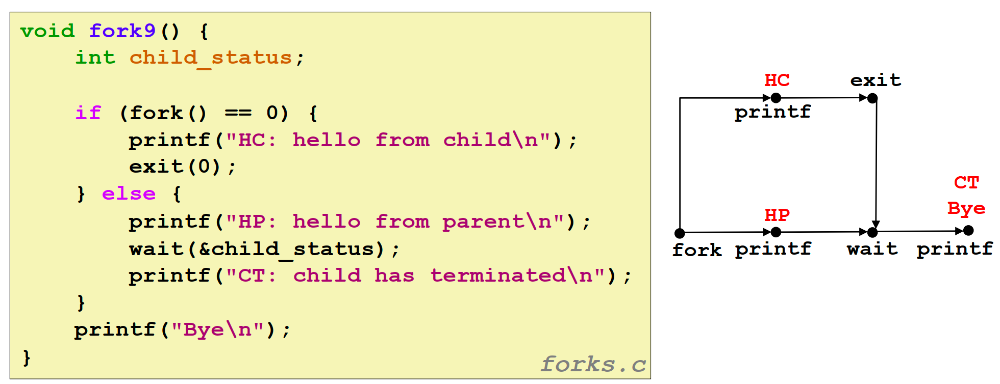 void fork9() {
int child_status;
if (fork() == 0) {
printf("HC: hello from child\n");
exit(0);
} else {
printf("HP: hello from parent\n");
wait(&child_status);
printf("CT: child has terminated\n");
}
printf("Bye\n");
}
forks.c
HC
exit
printf
CT
Bye
HP
fork
printf
wait
printf